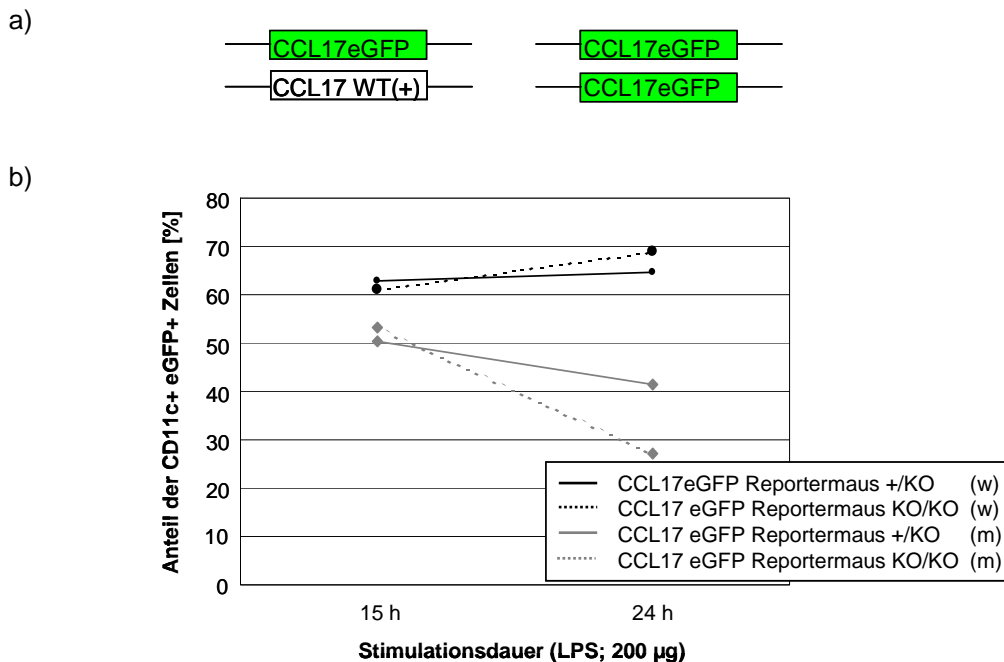 a)
CCL17eGFP CCL17eGFP
CCL17 WT(+) CCL17eGFP
b)
Anteil der CD11c+ eGFP+ Zellen [%]
80
70
60
50
40
30
20
10
0
CCL17eGFP Reportermaus +/KO (w)
CCL17 eGFP Reportermaus KO/KO (w)
CCL17 eGFP Reportermaus +/KO (m)
CCL17 eGFP Reportermaus KO/KO (m)
15 h 24 h
Stimulationsdauer (LPS; 200 µg)